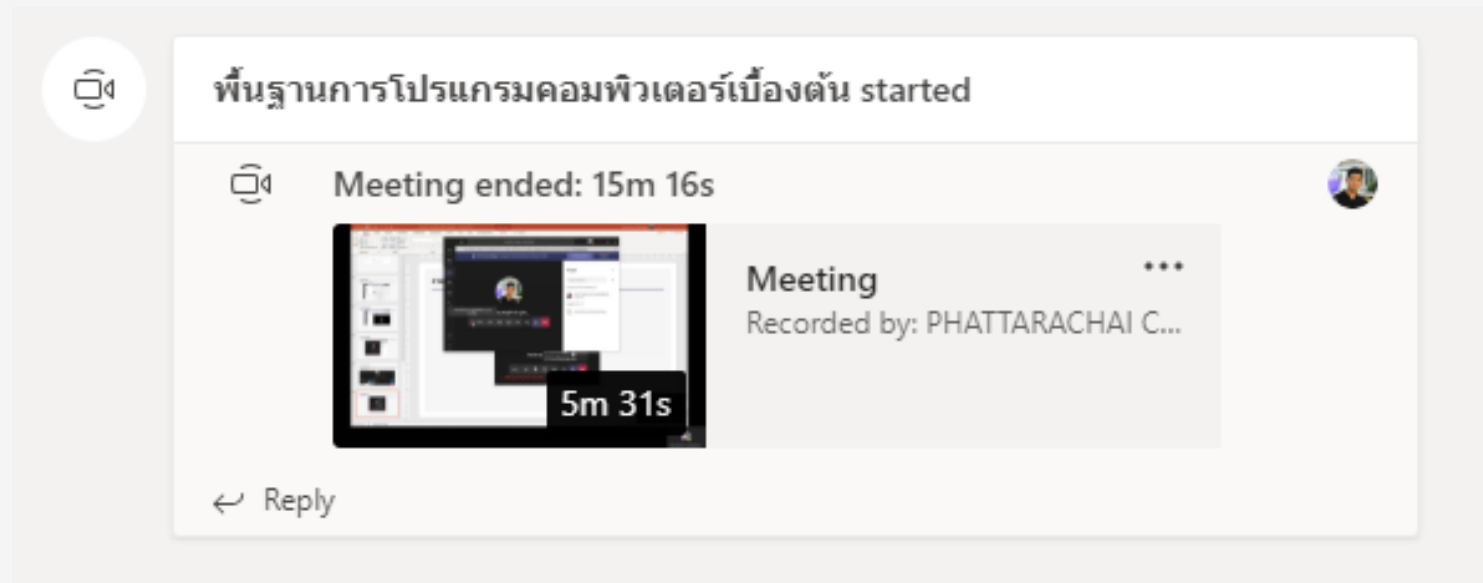 พื้นฐานการโปรแกรมคอมพิวเตอร์เบื้องต้น started
Meeting ended: 15m 16s
Meeting
Recorded by: PHATTARACHAI C...
5m 31s
Reply